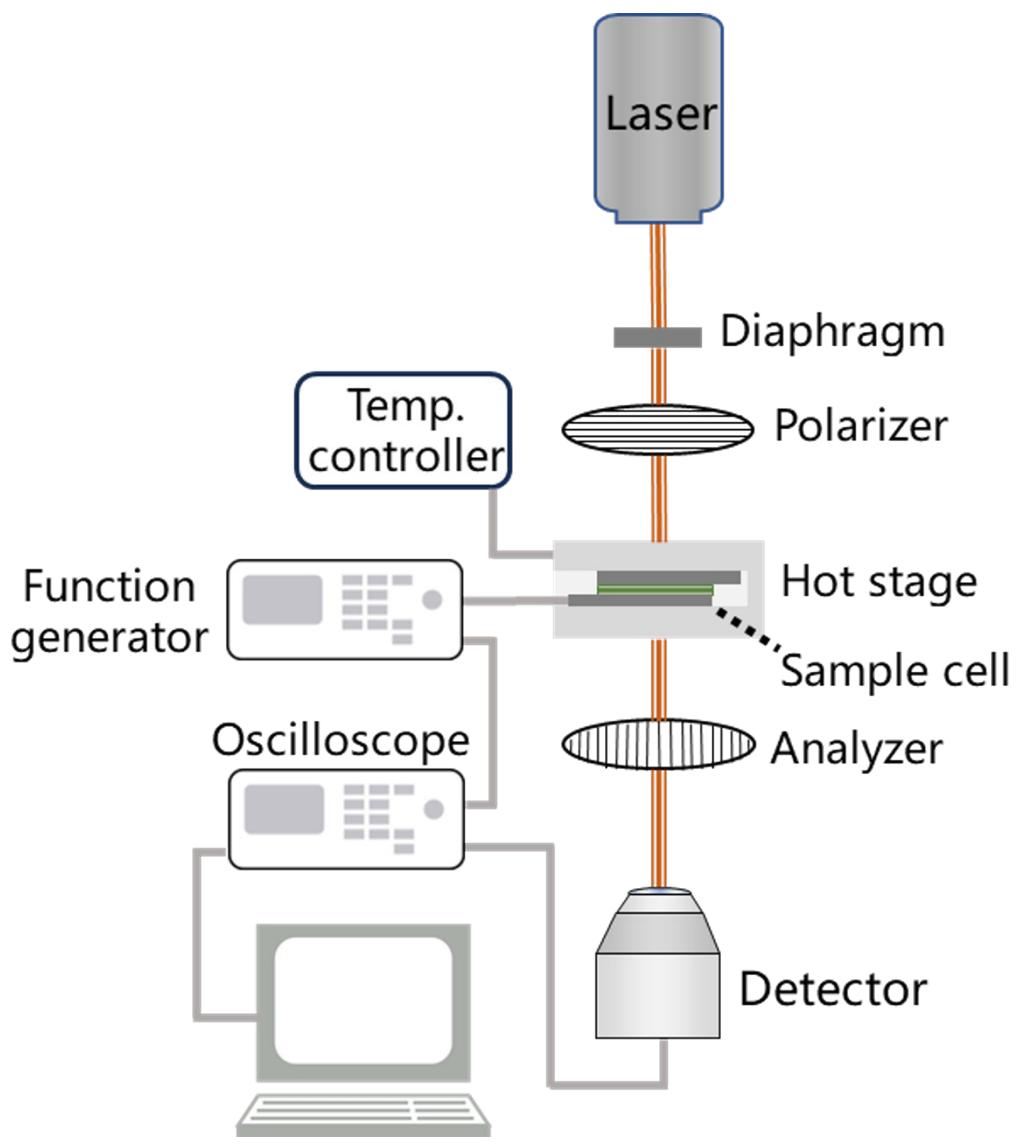 Laser
Diaphragm
Polarizer
Temp.
controller
Function
generator
Hot stage
Sample cell
Oscilloscope
Analyzer
Detector